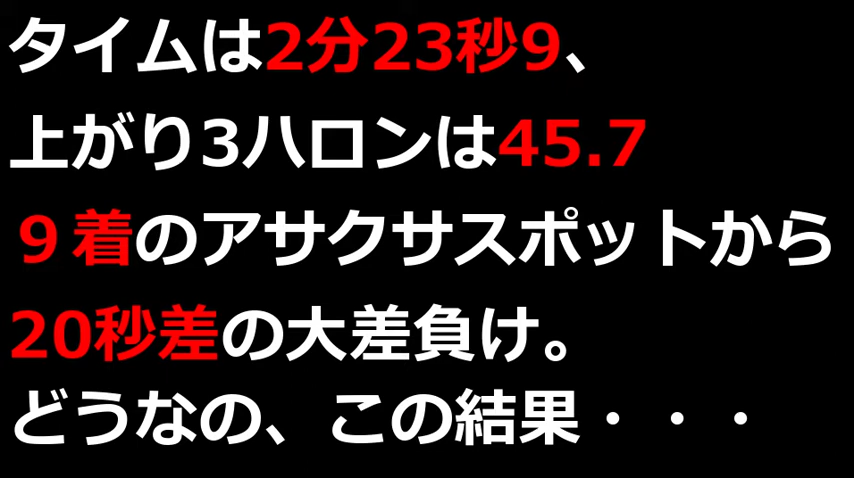 タイムは2分23秒9、
上がり3ハロンは45.7
９着のアサクサスポットから
20秒差の大差負け。
どうなの、この結果・・・